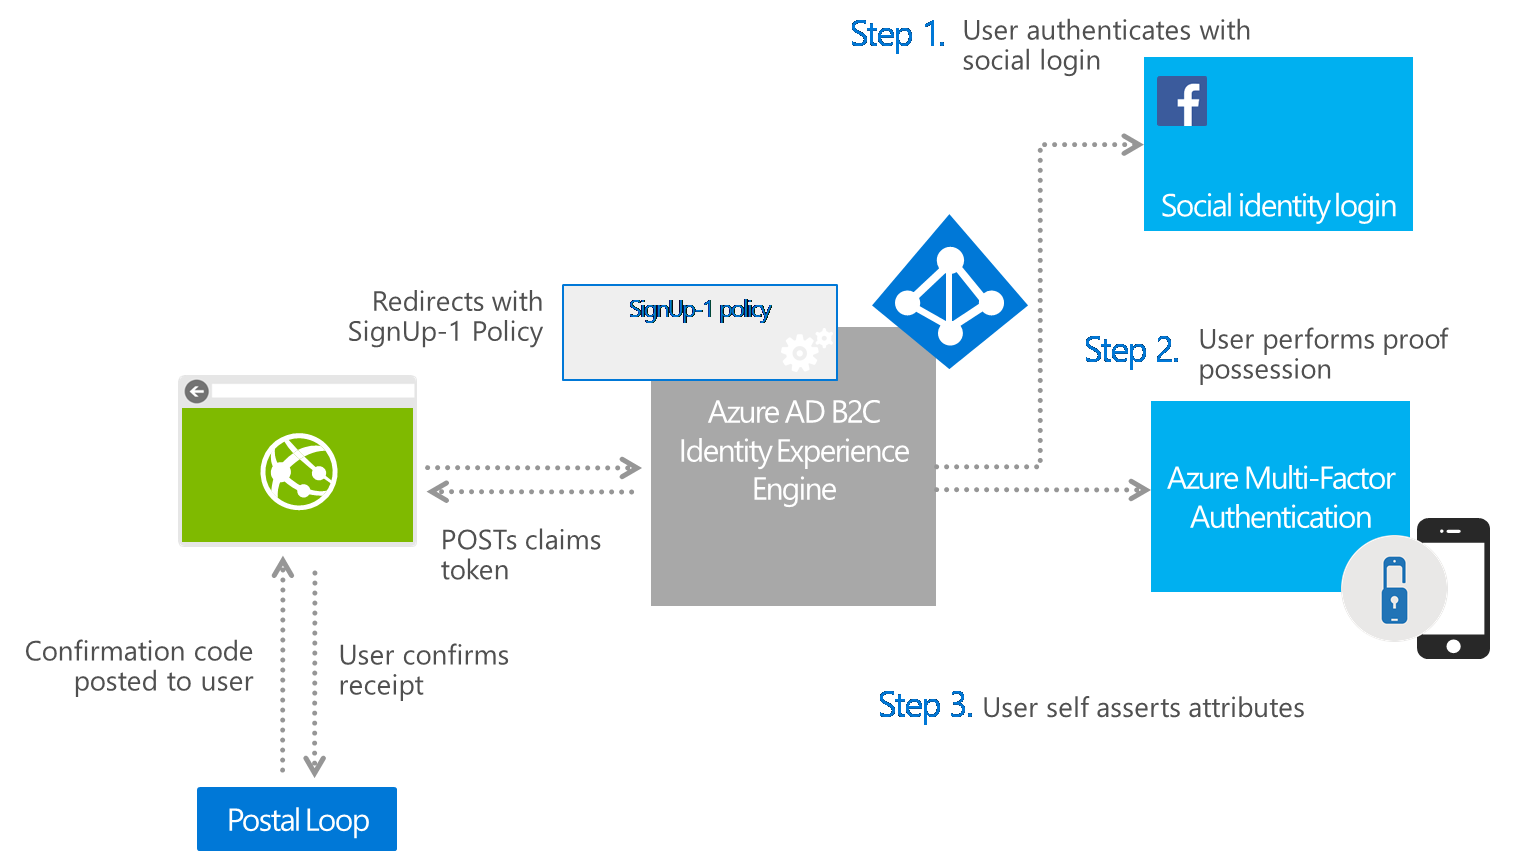 Step 1. User authenticates with
social login
Social identity login
Redirects with
SignUp-1 Policy
SignUp-1 policy
Step 2. User performs proof
possession
Azure AD B2C
Identity Experience
Engine
Azure Multi-Factor
Authentication
POSTs claims
token
Confirmation code
posted to user
User confirms
receipt
Step 3. User self asserts attributes
Postal Loop